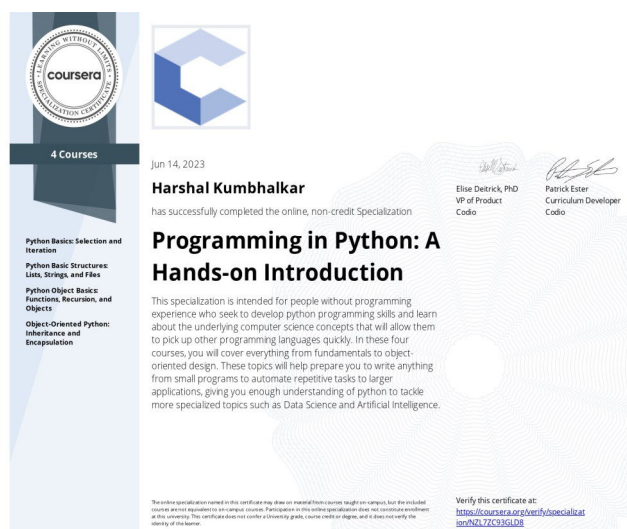 LEARNING WITHOUT LIMITS
coursera
SPECIALIZATION CERTIFICATE
4 Courses
Python Basics: Selection and
Iteration
Python Basic Structures:
Lists, Strings, and Files
Python Object Basics:
Functions, Recursion, and
Objects
Object-Oriented Python:
Inheritance and
Encapsulation
Jun 14, 2023
Harshal Kumbhalkar
has successfully completed the online, non-credit Specialization
Programming in Python: A
Hands-on Introduction
This specialization is intended for people without programming
experience who seek to develop python programming skills and learn
about the underlying computer science concepts that will allow them
to pick up other programming languages quickly. In these four
courses, you will cover everything from fundamentals to object-
oriented design. These topics will help prepare you to write anything
from small programs to automate repetitive tasks to larger
applications, giving you enough understanding of python to tackle
more specialized topics such as Data Science and Artificial Intelligence.
The online specialization named in this certificate may draw on material from courses taught on-campus, but the included
courses are not equivalent to on-campus courses. Participation in this online specialization does not constitute enrollment
at this university. This certificate does not confer a University grade, course credit or degree, and it does not verify the
identity of the learner.
Elise Deitrick, PhD
VP of Product
Codio
Patrick Ester
Curriculum Developer
Codio
Verify this certificate at:
https://coursera.org/verify/specializat
ion/NZL7ZC93GLD8